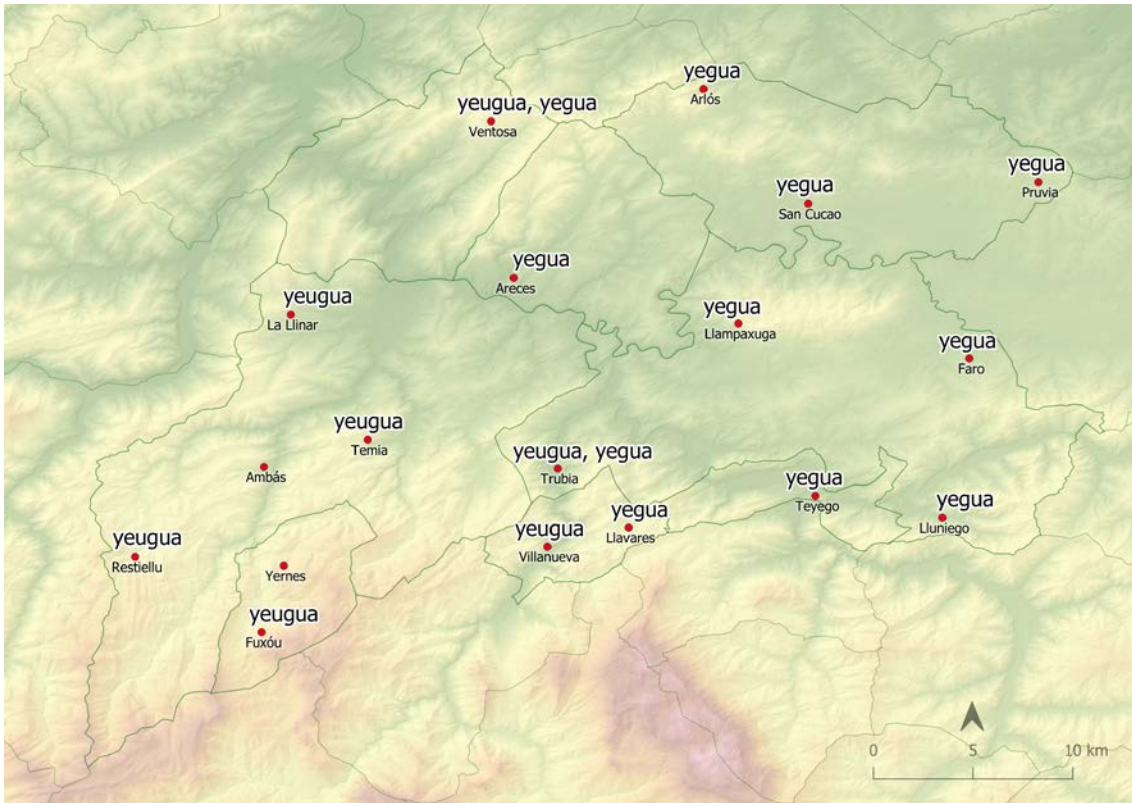 yegua
Arlós
yeugua, yegua
Ventosa
yegua
Pruvia
yegua
San Cucao
yegua
Areces
yeugua
La Llinar
yegua
Llampaxuga
yegua
Faro
yeugua
Temia
Ambás
yeugua, yegua
Trubia
yegua
Teyego
yegua
Lluniego
yegua
Llavares
yeugua
Villanueva
yeugua
Restiellu
Yernes
yeugua
Fuxóu
0 5 10 km